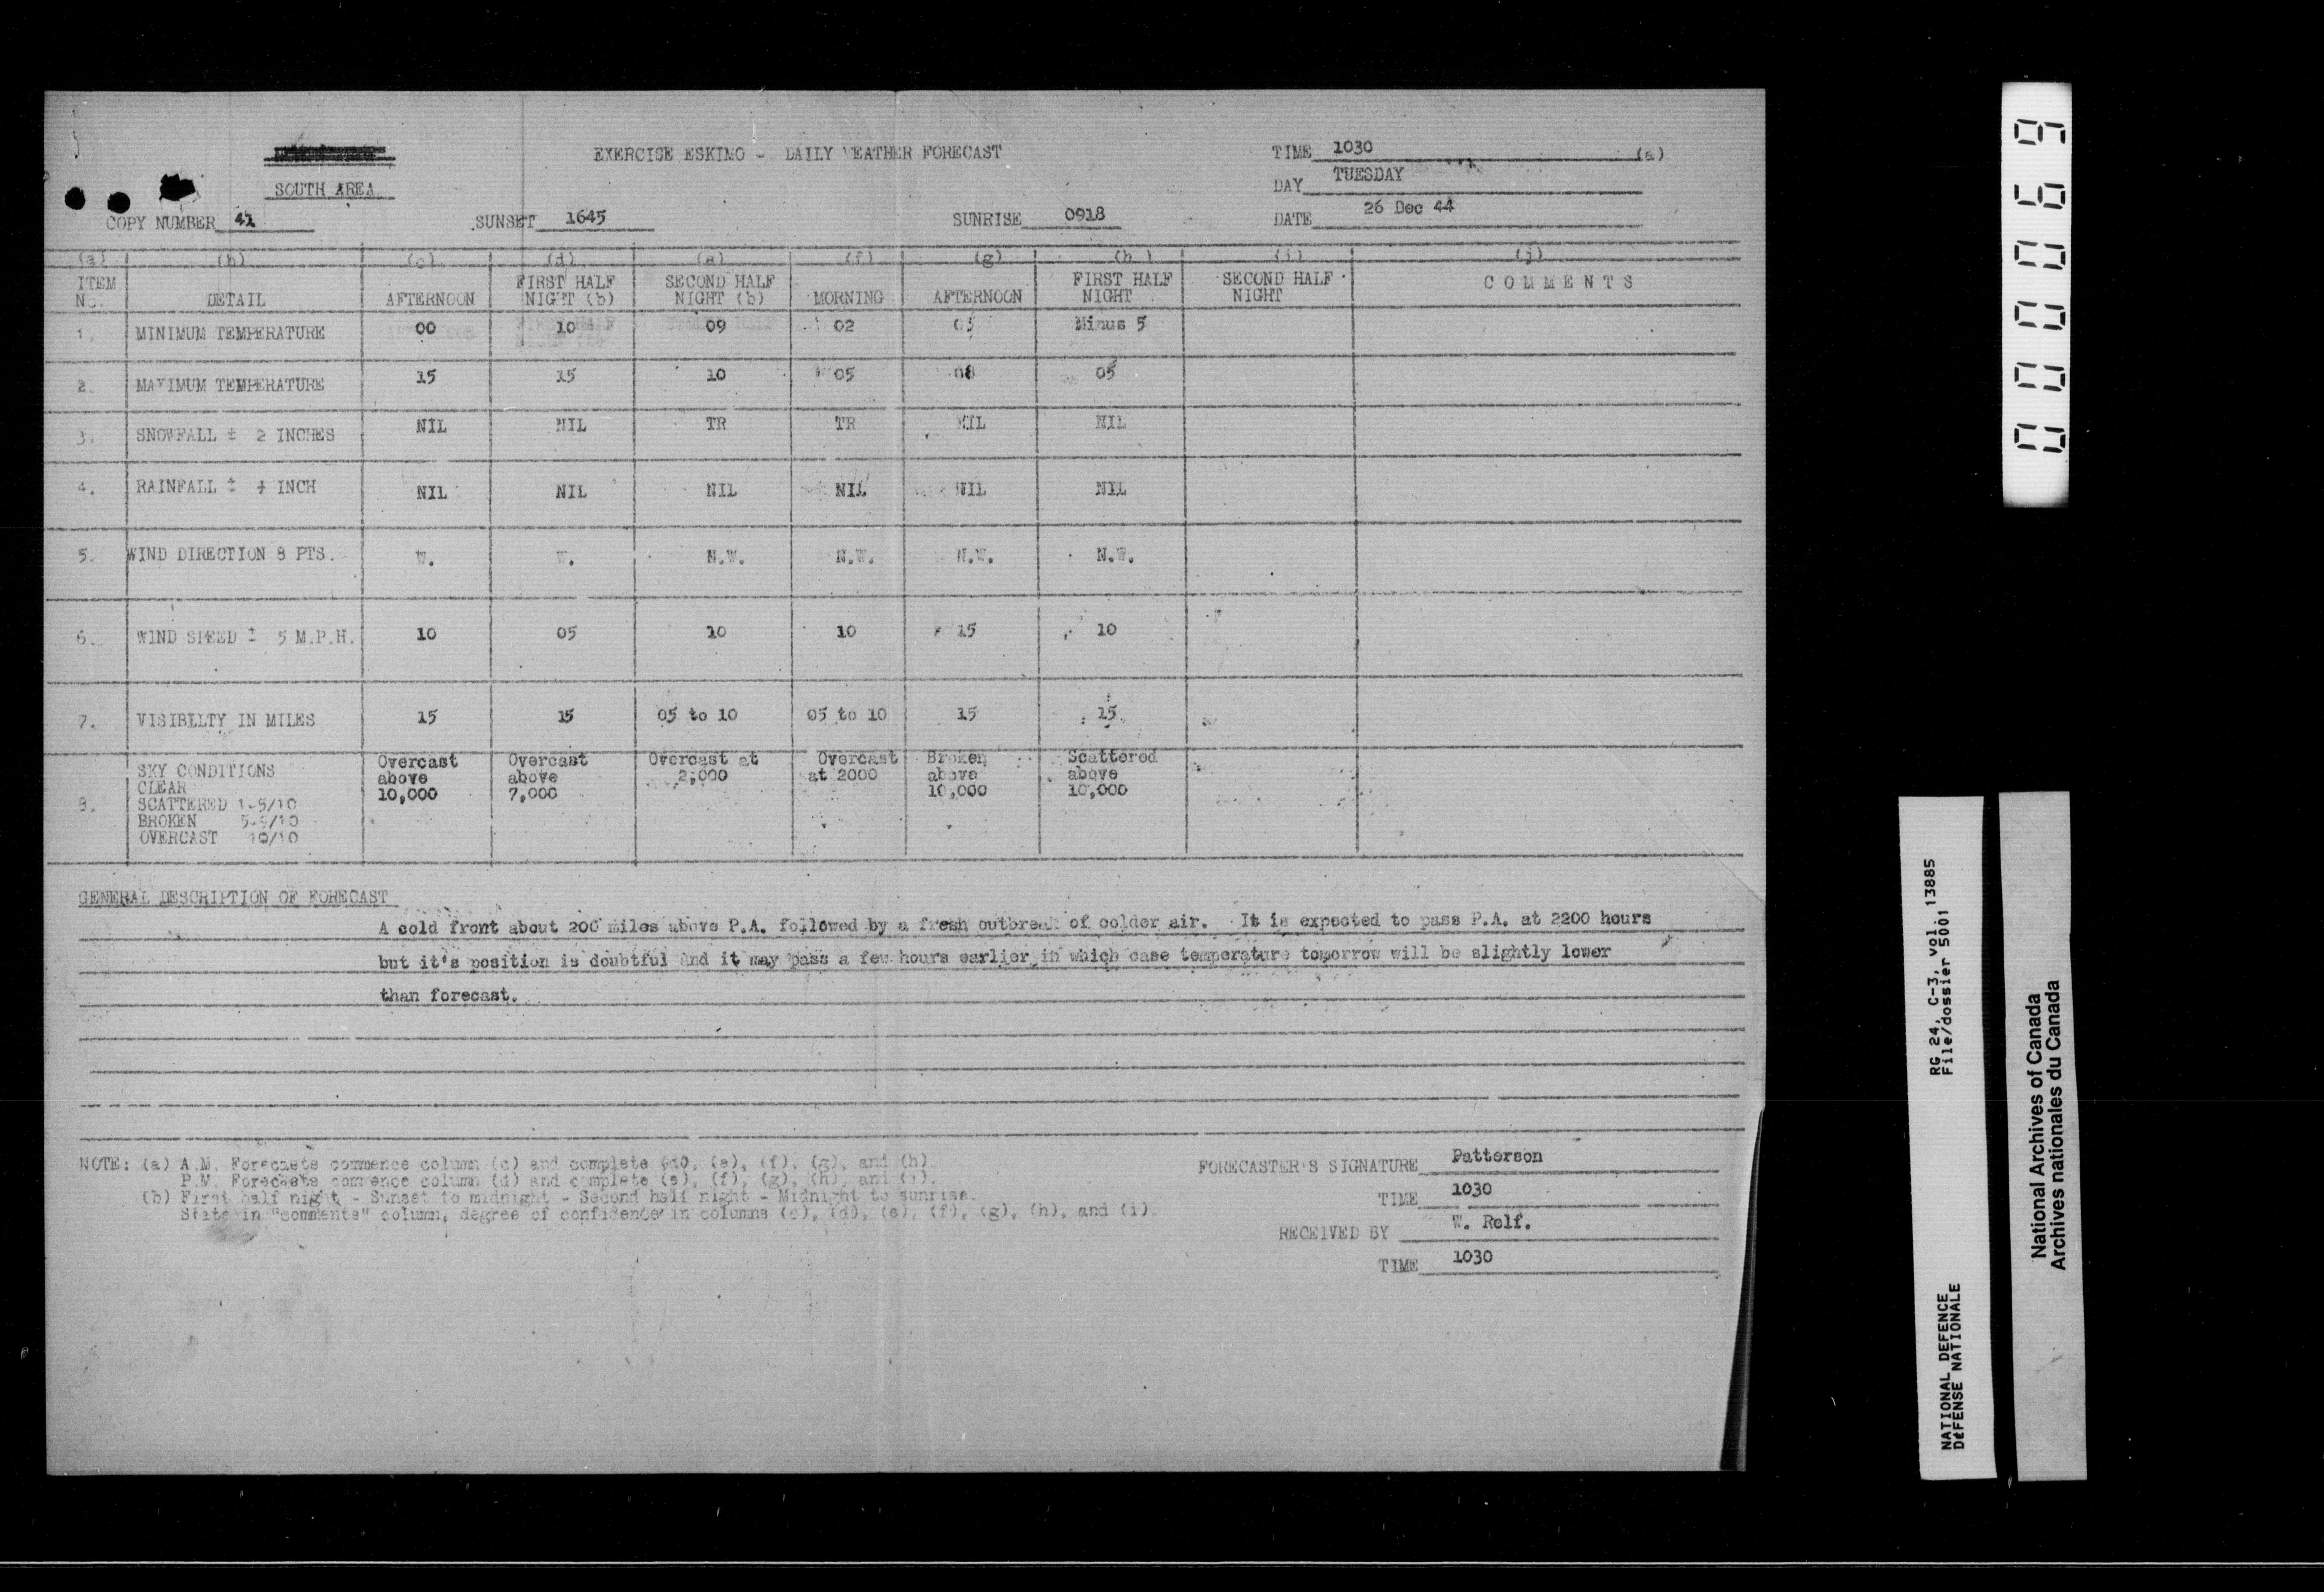 EXERCISE ESKIMO - DAILY WEATHER FORECAST
TIME 1030 (a)
SOUTH AREA
DAY TUESDAY
COPY NUMBER 41 SUNSET 1645 SUNRISE 0918 DATE 26 Dec 44
(a) (b) (c) (d) (e) (f) (g) (h) (i) (j)
ITEM NO. DETAIL AFTERNOON FIRST HALF NIGHT (b) SECOND HALF NIGHT (b) MORNING AFTERNOON FIRST HALF NIGHT SECOND HALF NIGHT COMMENTS
1. MINIMUM TEMPERATURE 00 10 09 02 05 Minus 5
2. MAXIMUM TEMPERATURE 15 15 10 05 08 05
3. SNOWFALL ± 2 INCHES NIL NIL TR TR NIL NIL
4. RAINFALL ± INCH NIL NIL NIL NIL NIL NIL
5. WIND DIRECTION 8 PTS. W. W. N.W. N.W. N.W. N.W.
6. WIND SPEED ± 5 M.P.H. 10 05 10 10 15 10
7. VISIBLLTY IN MILES 15 15 05 to 10 05 to 10 15 15
8. SKY CONDITIONS
CLEAR
SCATTERED 1-5/10
BROKEN 5-9/10
OVERCAST 10/10
Overcast above 10,000
Overcast above 7,000
Overcast at 2,000
Overcast at 2000
Broken above 10,000
Scattered above 10,000
GENERAL DESCRIPTION OF FORECAST
A cold front about 200 miles above P.A. followed by a fresh outbreak of colder air. It is expected to pass P.A. at 2200 hours
but it's position is doubtful and it may pass a few hours earlier in which case temperature tomorrow will be slightly lower
than forecast.
NOTE: (a) A.M. Forecasts commence column (c) and complete (d), (e), (f), (g), and (h)
P.M. Forecasts commence column (d) and complete (e), (f), (g), (h), and (i).
(b) First half night - Sunset to midnight - Second half night - Midnight to sunrise.
State in "comments" column, degree of confidence in columns (c), (d), (e), (f), (g), (h), and (i).
FORECASTER'S SIGNATURE Patterson
TIME 1030
RECEIVED BY W. Relf.
TIME 1030
000069
RG 24, C-3, vol. 13885
File/dossier 5001
NATIONAL DEFENCE
DÉFENSE NATIONALE
National Archives of Canada
Archives nationales du Canada